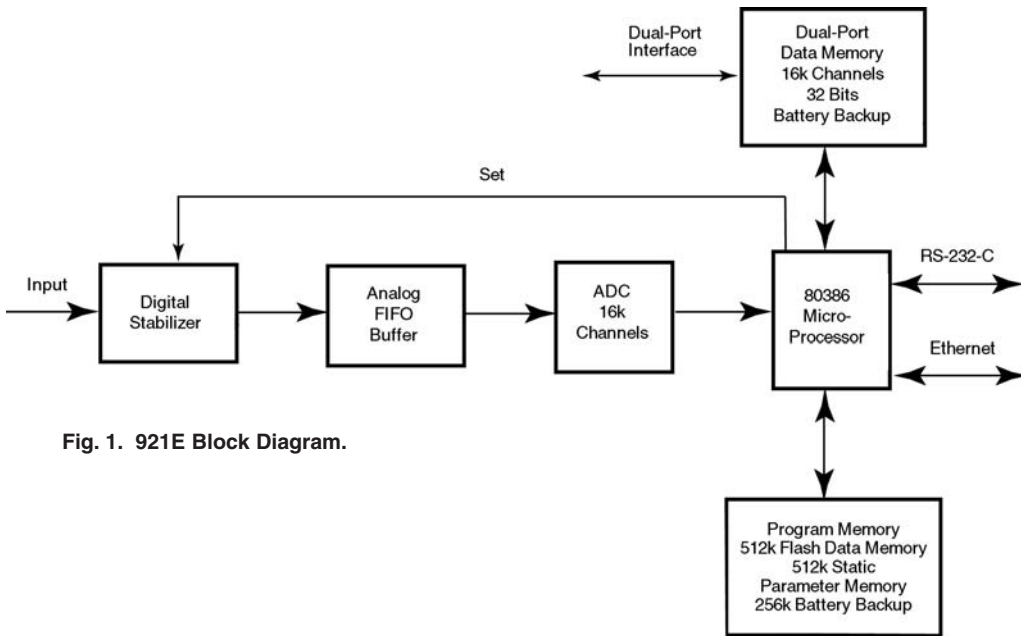 Dual-Port
Interface
Dual-Port
Data Memory
16k Channels
32 Bits
Battery Backup
Set
Input
Digital
Stabilizer
Analog
FIFO
Buffer
ADC
16k
Channels
80386
Micro-
Processor
RS-232-C
Ethernet
Fig. 1. 921E Block Diagram.
Program Memory
512k Flash Data Memory
512k Static
Parameter Memory
256k Battery Backup